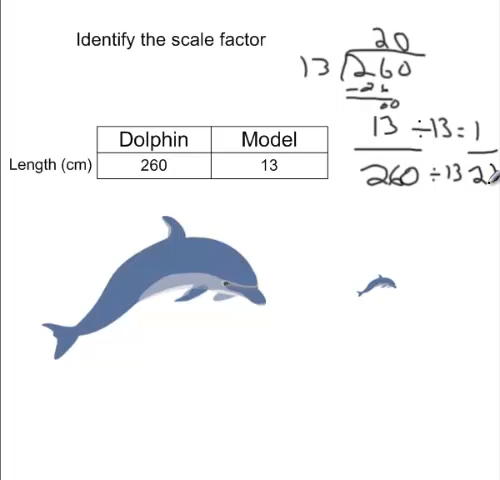 Identify the scale factor
20
13 260
-26
00
Dolphin Model
Length (cm) 260 13
13 ÷13 = 1
260 ÷13